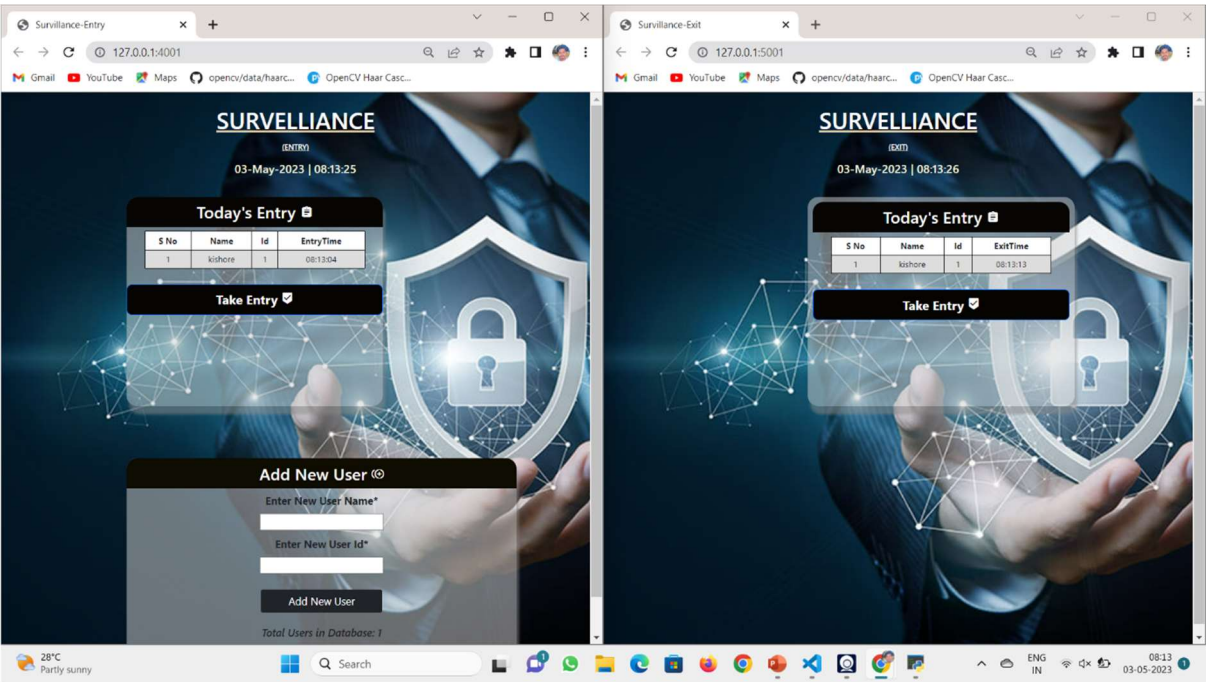 Survillance-Entry
127.0.0.1:4001
Gmail YouTube Maps opencv/data/haarc... OpenCV Haar Casc...
SURVELLIANCE
(ENTRY)
03-May-2023 | 08:13:25
Today's Entry
S No Name Id EntryTime
1 kishore 1 08:13:04
Take Entry
Add New User
Enter New User Name*
Enter New User Id*
Add New User
Total Users in Database: 1
Survillance-Exit
127.0.0.1:5001
Gmail YouTube Maps opencv/data/haarc... OpenCV Haar Casc...
SURVELLIANCE
(EXIT)
03-May-2023 | 08:13:26
Today's Entry
S No Name Id ExitTime
1 kishore 1 08:13:13
Take Entry
28°C
Partly sunny
Search
1
ENG
IN
08:13
03-05-2023
1